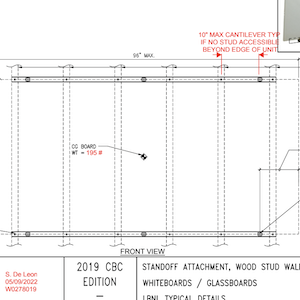 10" MAX CANTILEVER TYP
IF NO STUD ACCESSIBLE
BEYOND EDGE OF UNIT
96" MAX.
CG BOARD
WT = 195 #
FRONT VIEW
S. De Leon
05/09/2022
W0278019
2019 CBC
EDITION
STANDOFF ATTACHMENT, WOOD STUD WALL
WHITEBOARDS / GLASSBOARDS
LBNL TYPICAL DETAILS